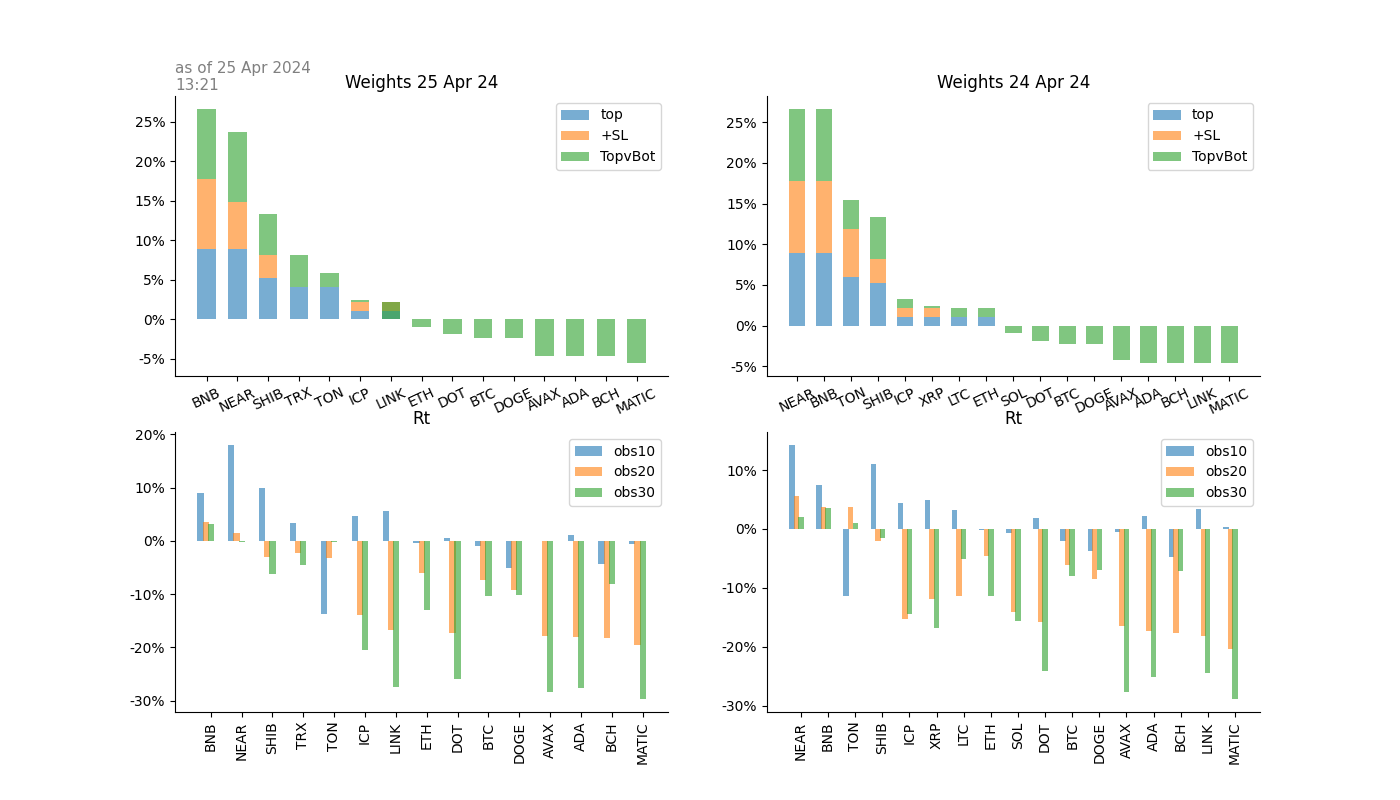 as of 25 Apr 2024
13:21
Weights 25 Apr 24
25%
20%
15%
10%
5%
0%
-5%
top
+SL
TopvBot
BNB NEAR SHIB TRX TON ICP LINK ETH DOT BTC DOGE AVAX ADA BCH MATIC
Weights 24 Apr 24
25%
20%
15%
10%
5%
0%
-5%
top
+SL
TopvBot
NEAR BNB TON SHIB ICP XRP LTC ETH SOL DOT BTC DOGE AVAX ADA BCH LINK MATIC
Rt
20%
10%
0%
-10%
-20%
-30%
obs10
obs20
obs30
BNB NEAR SHIB TRX TON ICP LINK ETH DOT BTC DOGE AVAX ADA BCH MATIC
Rt
10%
0%
-10%
-20%
-30%
obs10
obs20
obs30
NEAR BNB TON SHIB ICP XRP LTC ETH SOL DOT BTC DOGE AVAX ADA BCH LINK MATIC